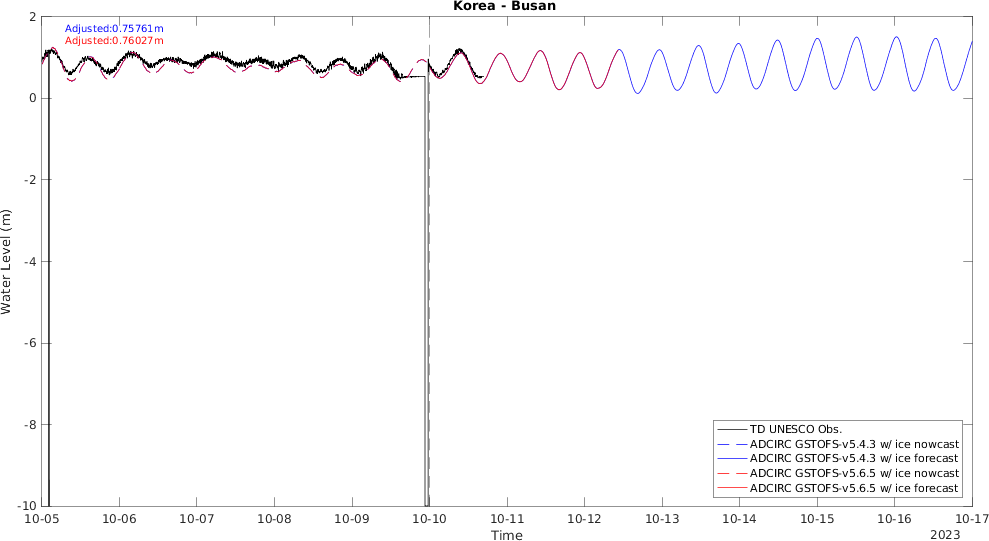 Korea - Busan
Adjusted:0.75761m
Adjusted:0.76027m
2
0
-2
-4
-6
-8
-10
Water Level (m)
10-05 10-06 10-07 10-08 10-09 10-10 10-11 10-12 10-13 10-14 10-15 10-16 10-17
Time
2023
TD UNESCO Obs.
ADCIRC GSTOFS-v5.4.3 w/ ice nowcast
ADCIRC GSTOFS-v5.4.3 w/ ice forecast
ADCIRC GSTOFS-v5.6.5 w/ ice nowcast
ADCIRC GSTOFS-v5.6.5 w/ ice forecast